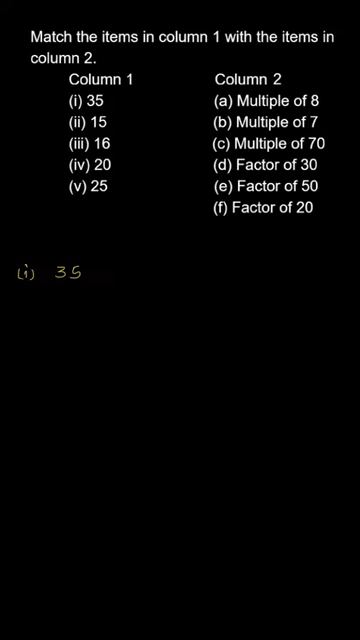 Match the items in column 1 with the items in
column 2.
Column 1 Column 2
(i) 35 (a) Multiple of 8
(ii) 15 (b) Multiple of 7
(iii) 16 (c) Multiple of 70
(iv) 20 (d) Factor of 30
(v) 25 (e) Factor of 50
(f) Factor of 20
(i) 35